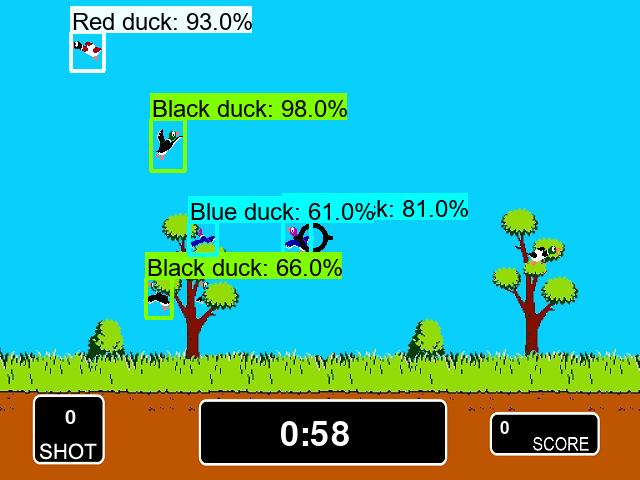 Red duck: 93.0%
Black duck: 98.0%
Blue duck: 61.0%
k: 81.0%
Black duck: 66.0%
0
SHOT
0:58
0
SCORE